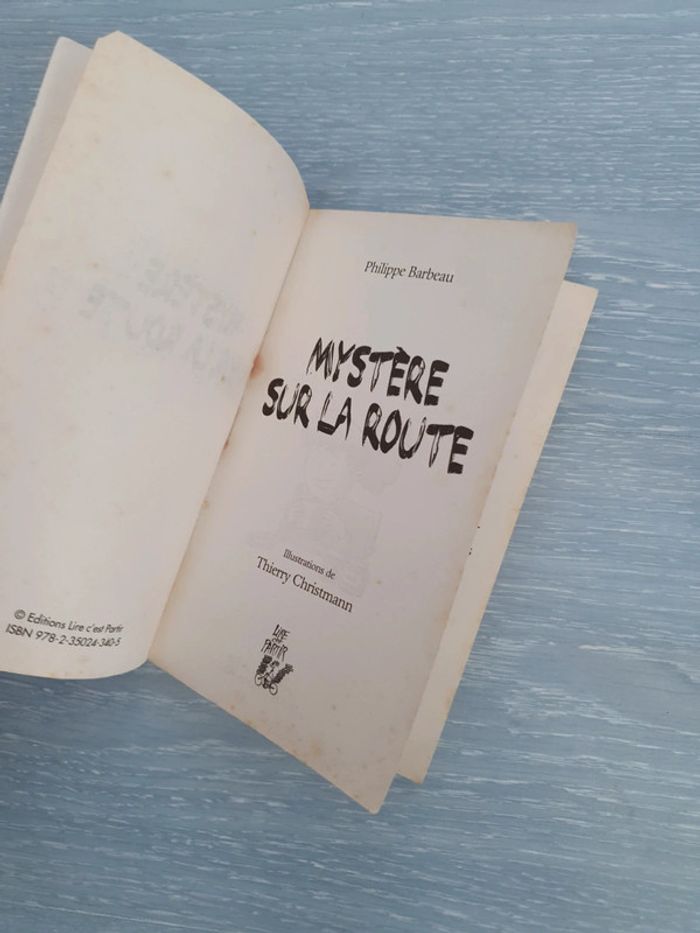 © Editions Lire c'est Partir
ISBN 978-2-35024-340-5
Philippe Barbeau
MYSTÈRE
SUR LA ROUTE
Illustrations de
Thierry Christmann
LIRE
c'est
PARTIR